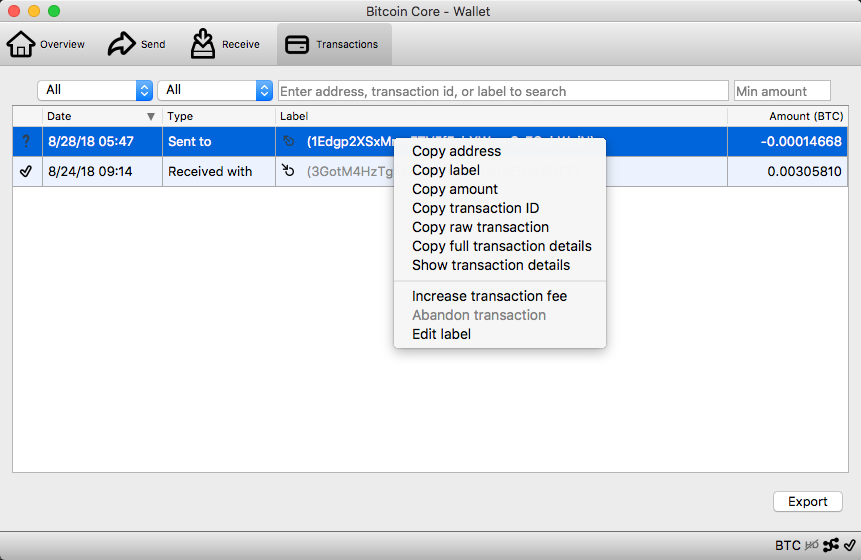 Bitcoin Core - Wallet
Overview Send Receive Transactions
All All Enter address, transaction id, or label to search Min amount
Date Type Label Amount (BTC)
? 8/28/18 05:47 Sent to -0.00014668
8/24/18 09:14 Received with (3GotM4HzTg 0.00305810
Copy address
Copy label
Copy amount
Copy transaction ID
Copy raw transaction
Copy full transaction details
Show transaction details
Increase transaction fee
Abandon transaction
Edit label
Export
BTC HD